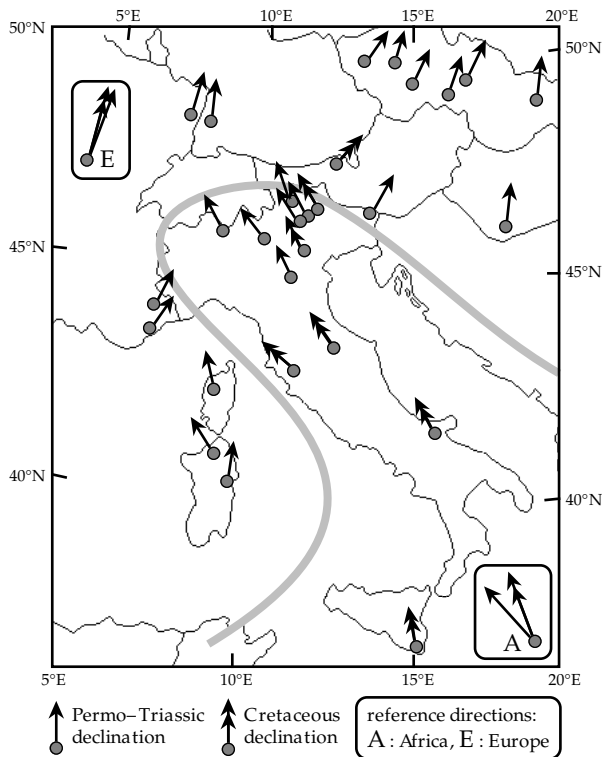 5°E
10°E
15°E
20°E
50°N
50°N
E
45°N
45°N
40°N
40°N
A
5°E
10°E
15°E
20°E
Permo–Triassic
declination
Cretaceous
declination
reference directions:
A : Africa, E : Europe